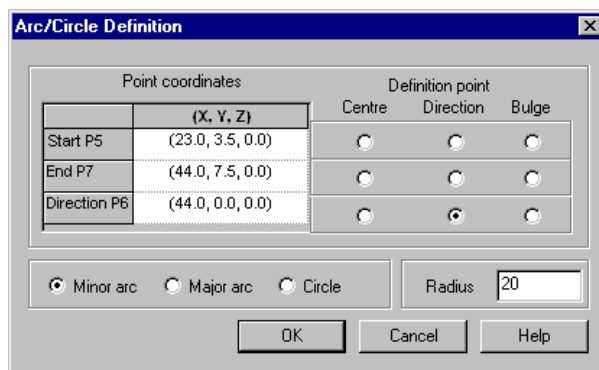 Arc/Circle Definition
Point coordinates
Definition point
Centre Direction Bulge
(X, Y, Z)
Start P5 (23.0, 3.5, 0.0)
End P7 (44.0, 7.5, 0.0)
Direction P6 (44.0, 0.0, 0.0)
Minor arc Major arc Circle Radius 20
OK Cancel Help